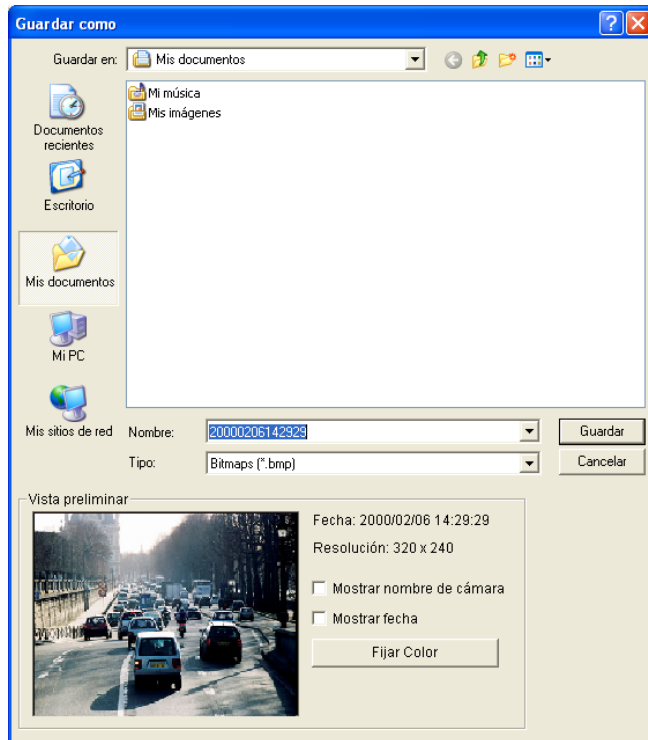 Guardar como
Guardar en:
Mis documentos
Mi música
Mis imágenes
Documentos
recientes
Escritorio
Mis documentos
Mi PC
Mis sitios de red
Nombre:
20000206142929
Guardar
Tipo:
Bitmaps (*.bmp)
Cancelar
Vista preliminar
Fecha: 2000/02/06 14:29:29
Resolución: 320 x 240
Mostrar nombre de cámara
Mostrar fecha
Fijar Color